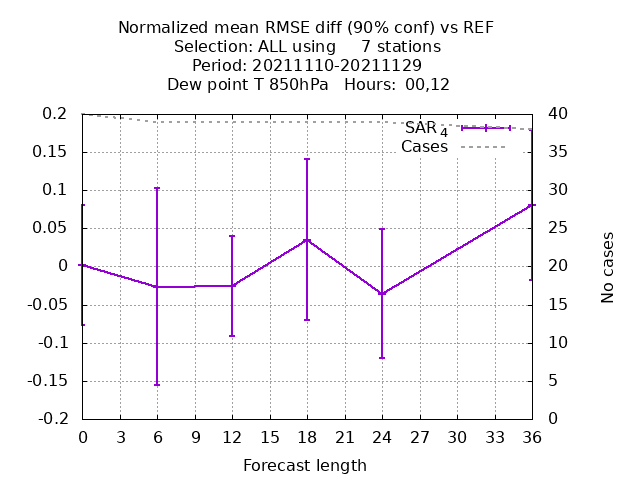 Normalized mean RMSE diff (90% conf) vs REF
Selection: ALL using     7 stations
Period: 20211110-20211129
Dew point T 850hPa   Hours: 00,12
0.2
0.15
0.1
0.05
0
-0.05
-0.1
-0.15
-0.2
SAR 4
Cases
40
35
30
25
20
15
10
5
0
No cases
0 3 6 9 12 15 18 21 24 27 30 33 36
Forecast length